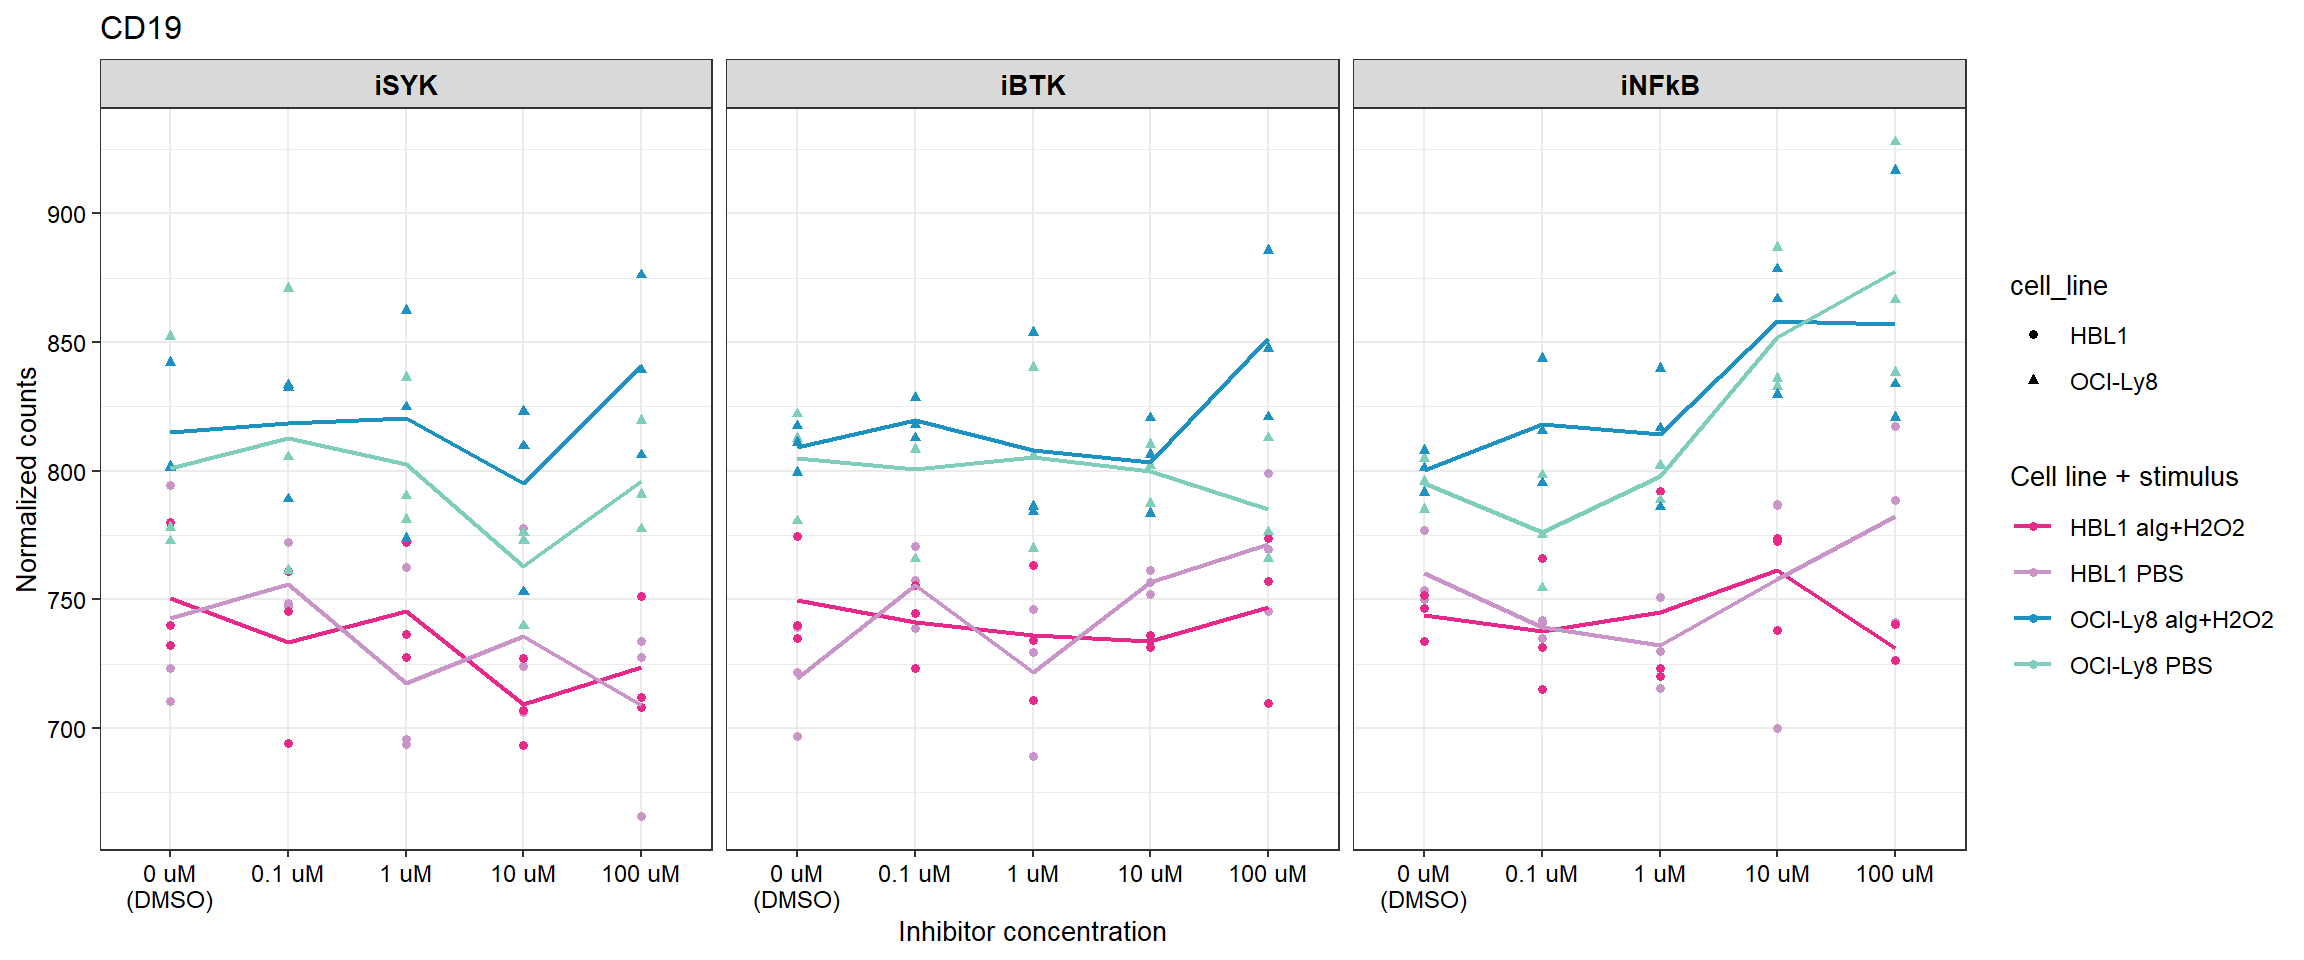 CD19
iSYK
iBTK
iNFkB
900
850
800
750
700
Normalized counts
0 uM
(DMSO)
0.1 uM
1 uM
10 uM
100 uM
0 uM
(DMSO)
0.1 uM
1 uM
10 uM
100 uM
0 uM
(DMSO)
0.1 uM
1 uM
10 uM
100 uM
Inhibitor concentration
cell_line
HBL1
OCI-Ly8
Cell line + stimulus
HBL1 aIg+H2O2
HBL1 PBS
OCI-Ly8 aIg+H2O2
OCI-Ly8 PBS